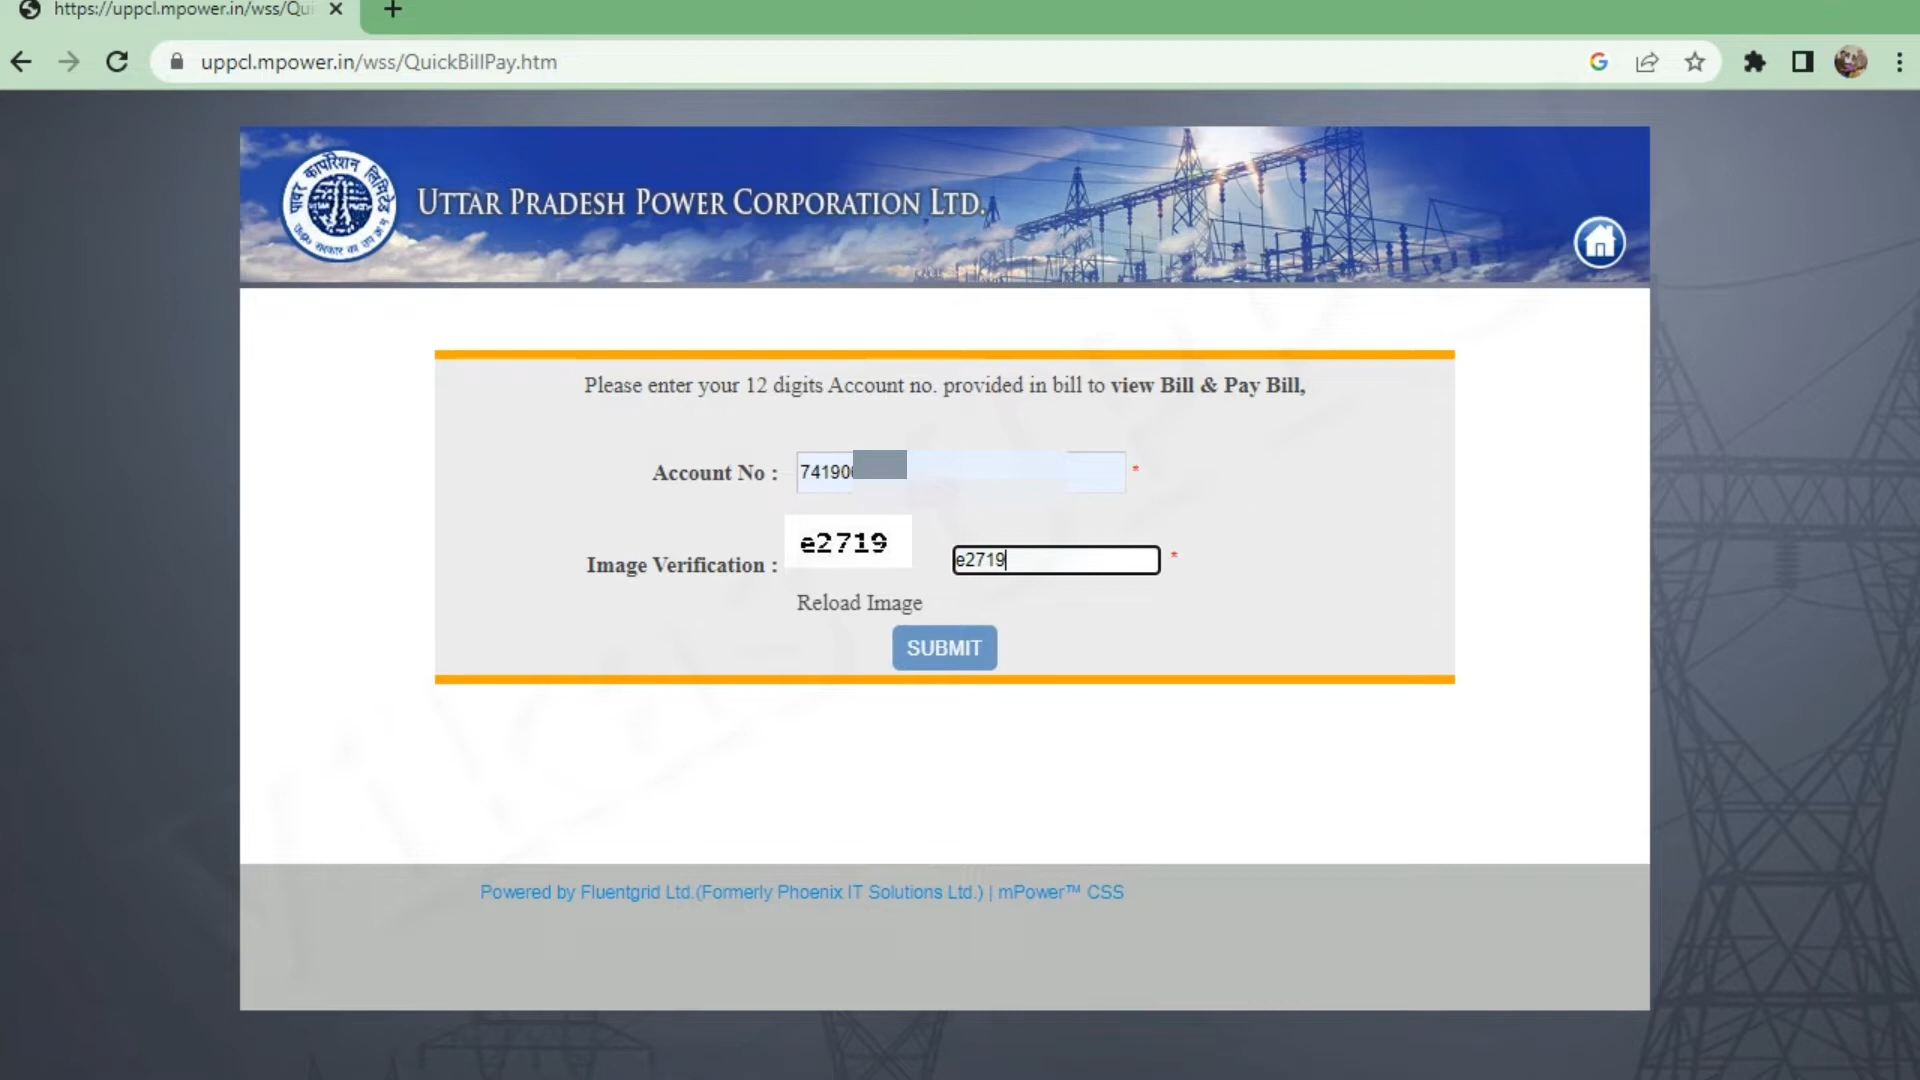 https://uppcl.mpower.in/wss/Qui
uppcl.mpower.in/wss/QuickBillPay.htm
पावर कार्पोरेशन लिमिटेड
UTTAR PRADESH POWER CORPORATION LTD.
Please enter your 12 digits Account no. provided in bill to view Bill & Pay Bill,
Account No : 74190 *
Image Verification : e2719 e2719 *
Reload Image
SUBMIT
Powered by Fluentgrid Ltd.(Formerly Phoenix IT Solutions Ltd.) | mPower™ CSS